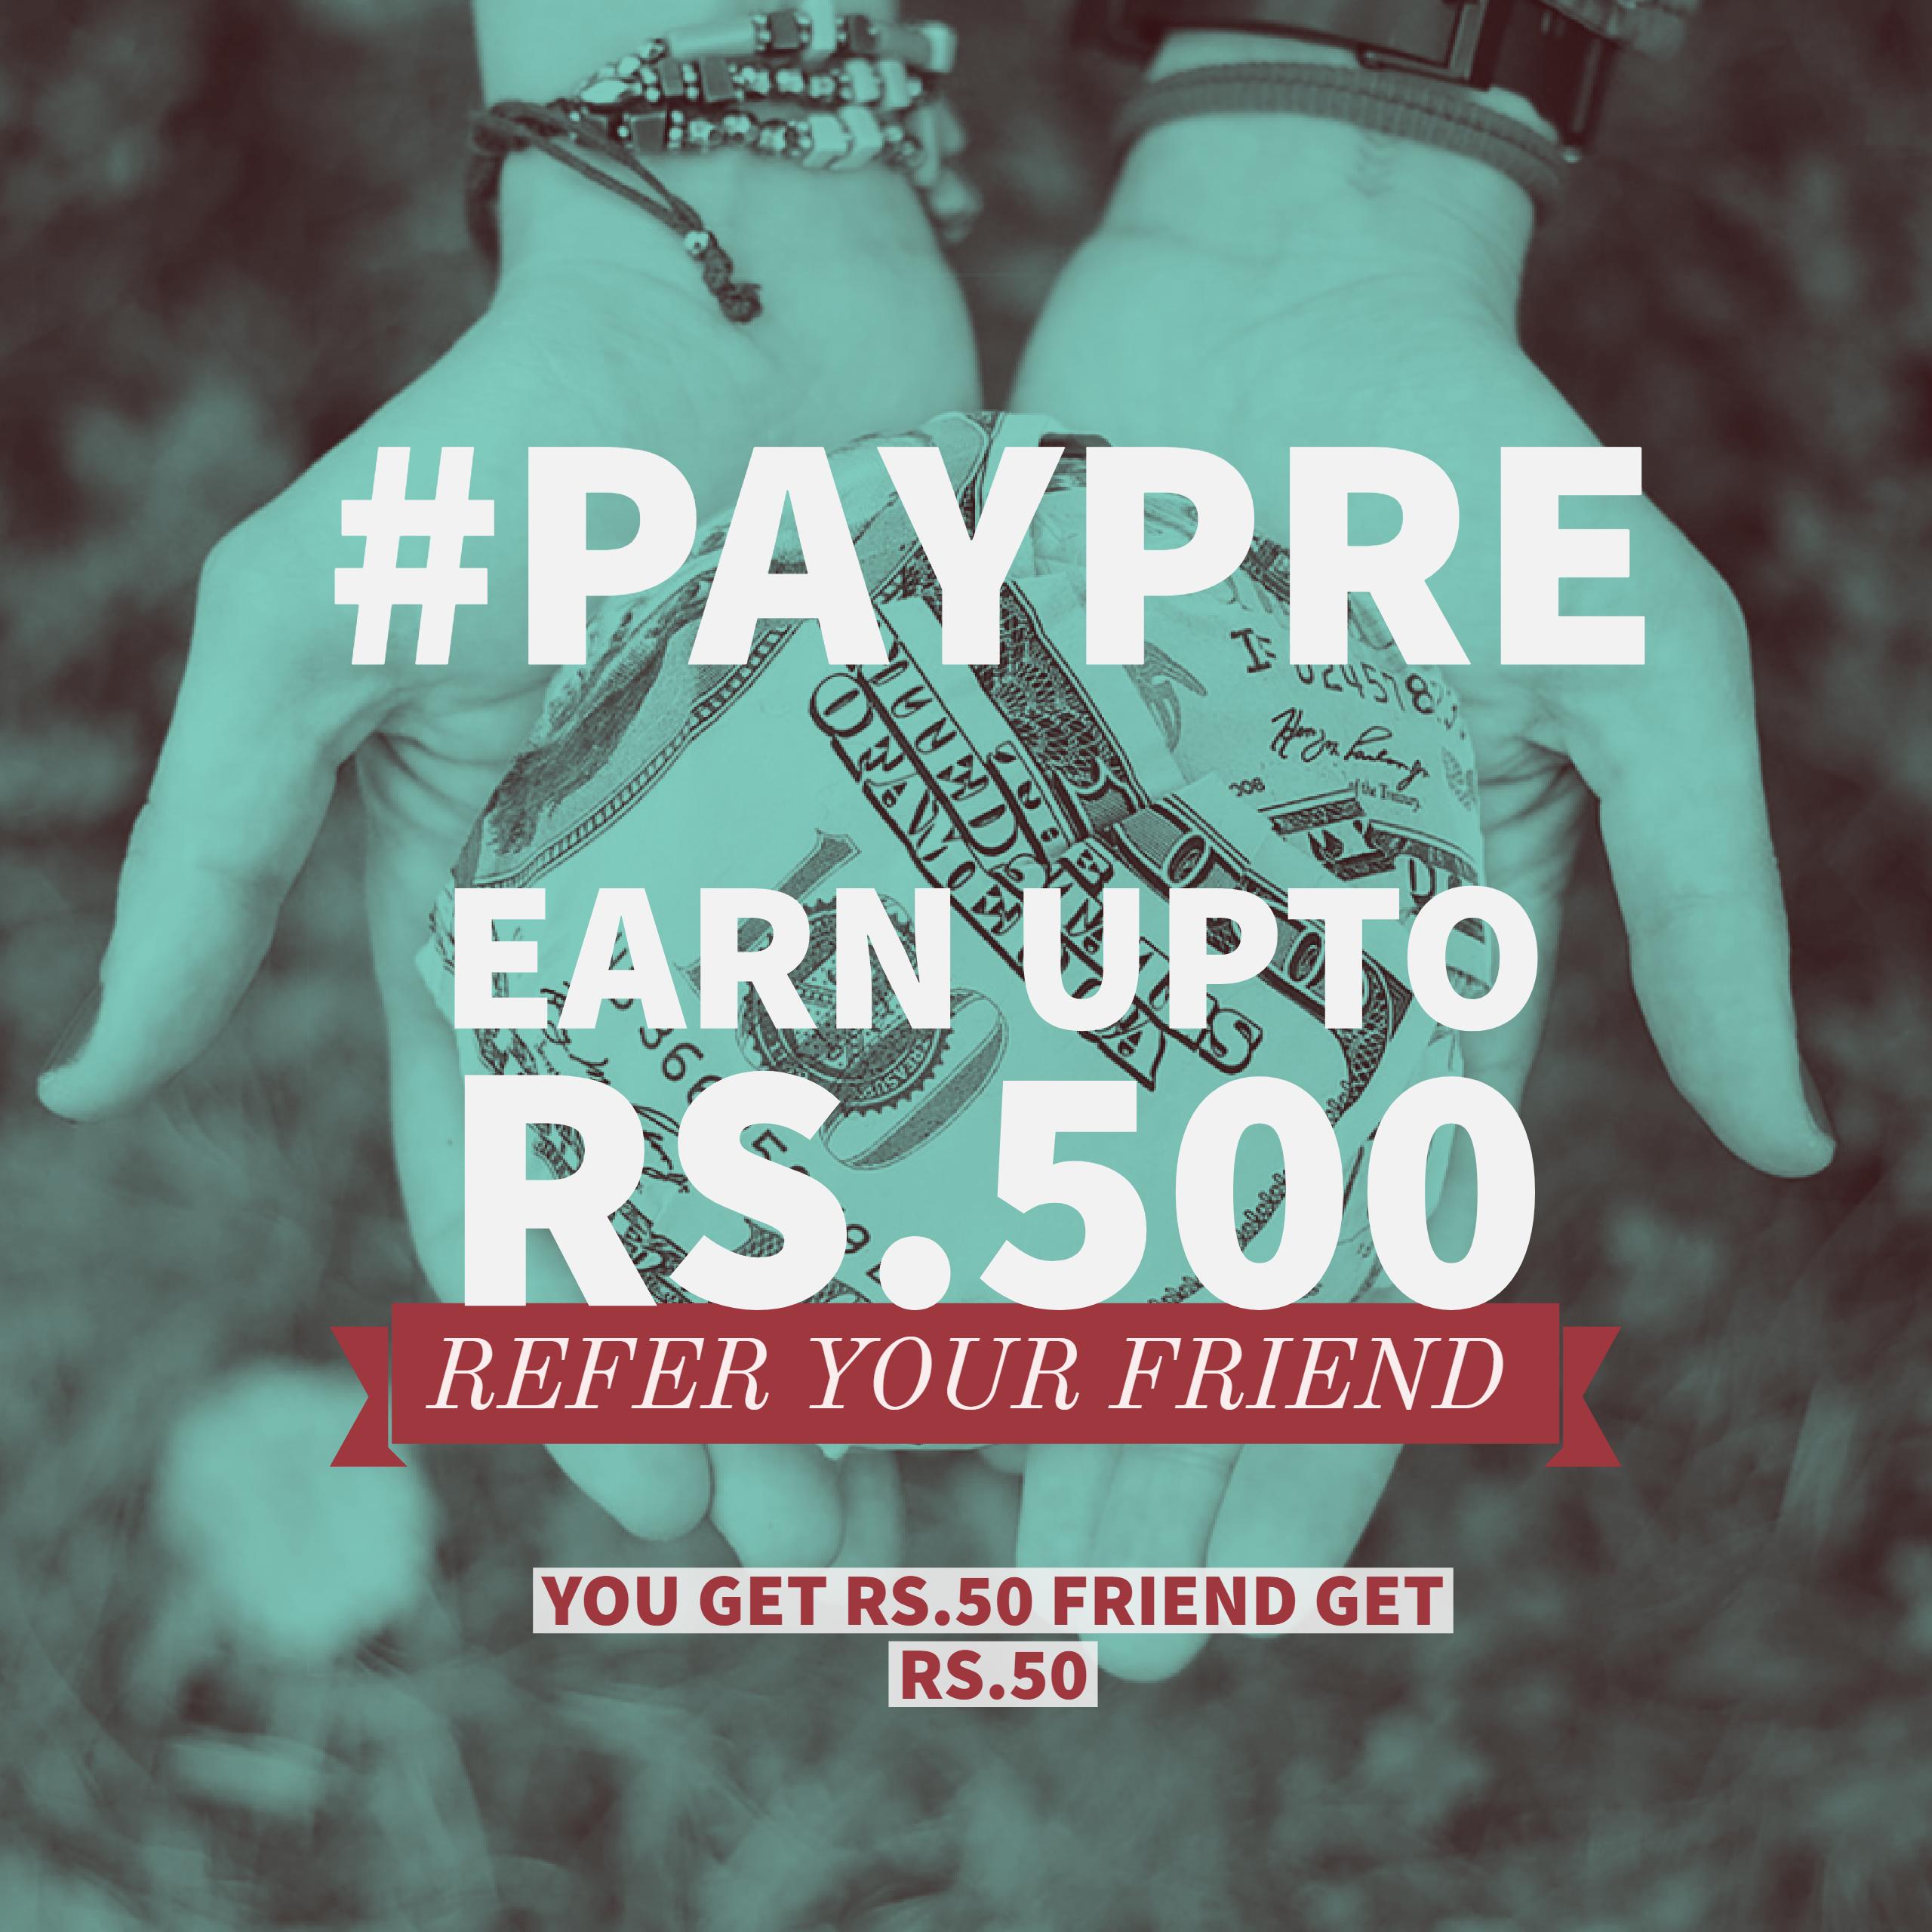 #PAYPRE
EARN UPTO
RS.500
REFER YOUR FRIEND
YOU GET RS.50 FRIEND GET
RS.50